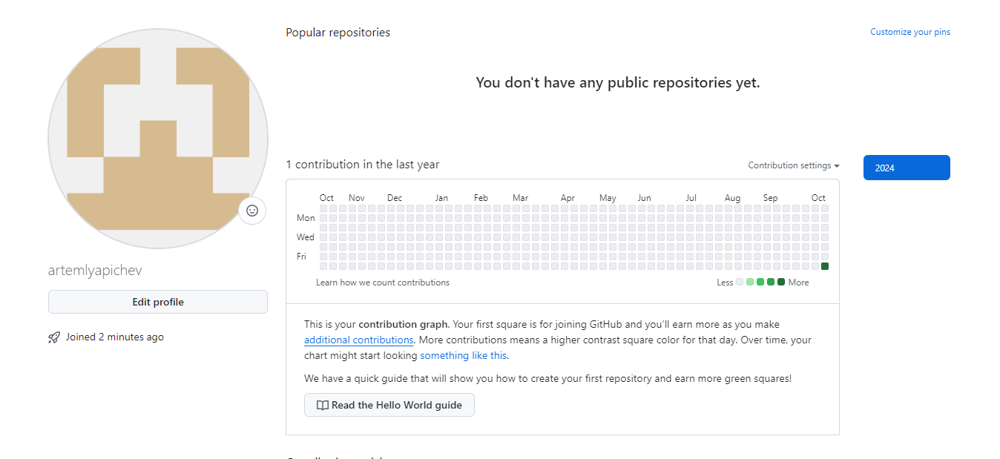 Popular repositories
Customize your pins
You don't have any public repositories yet.
1 contribution in the last year
Contribution settings
2024
Oct Nov Dec Jan Feb Mar Apr May Jun Jul Aug Sep Oct
Mon
Wed
Fri
Learn how we count contributions
Less More
artemlyapichev
Edit profile
Joined 2 minutes ago
This is your contribution graph. Your first square is for joining GitHub and you’ll earn more as you make
additional contributions. More contributions means a higher contrast square color for that day. Over time, your
chart might start looking something like this.
We have a quick guide that will show you how to create your first repository and earn more green squares!
Read the Hello World guide